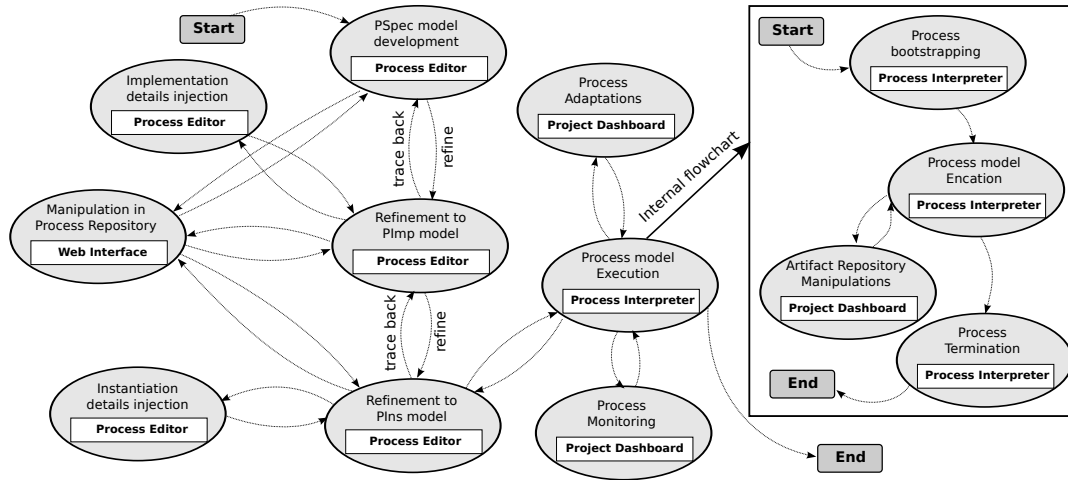 Start
PSpec model
development
Process Editor
Implementation
details injection
Process Editor
trace back
refine
Manipulation in
Process Repository
Web Interface
Refinement to
PImp model
Process Editor
trace back
refine
Instantiation
details injection
Process Editor
Refinement to
PIns model
Process Editor
Process
Adaptations
Project Dashboard
Process model
Execution
Process Interpreter
Process
Monitoring
Project Dashboard
End
Internal flowchart
Start
Process
bootstrapping
Process Interpreter
Process model
Encation
Process Interpreter
Artifact Repository
Manipulations
Project Dashboard
Process
Termination
Process Interpreter
End